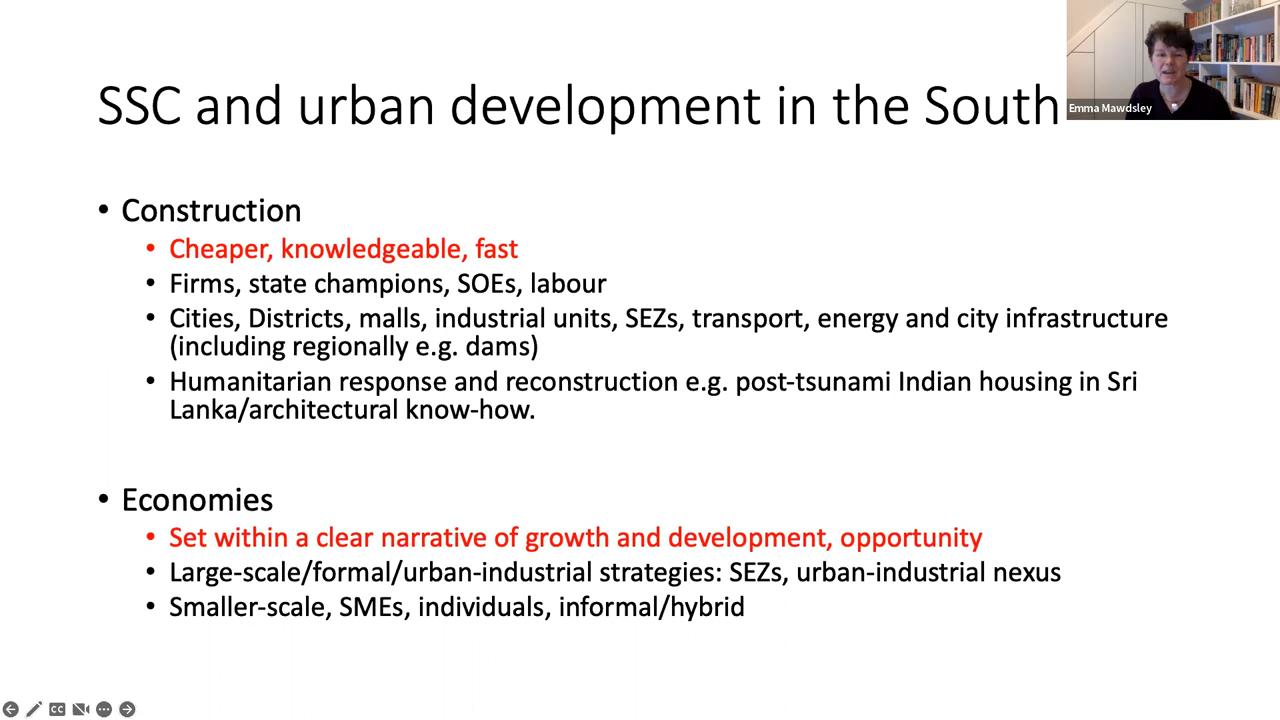 SSC and urban development in the South
Emma Mawdsley
• Construction
• Cheaper, knowledgeable, fast
• Firms, state champions, SOEs, labour
• Cities, Districts, malls, industrial units, SEZs, transport, energy and city infrastructure
(including regionally e.g. dams)
• Humanitarian response and reconstruction e.g. post-tsunami Indian housing in Sri
Lanka/architectural know-how.
• Economies
• Set within a clear narrative of growth and development, opportunity
• Large-scale/formal/urban-industrial strategies: SEZs, urban-industrial nexus
• Smaller-scale, SMEs, individuals, informal/hybrid
CC